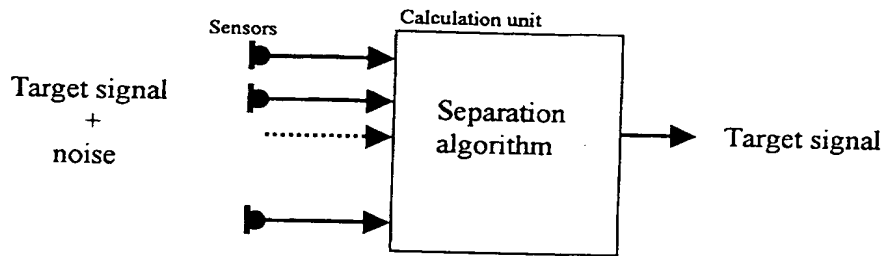 Sensors
Calculation unit
Target signal
+
noise
Separation
algorithm
Target signal